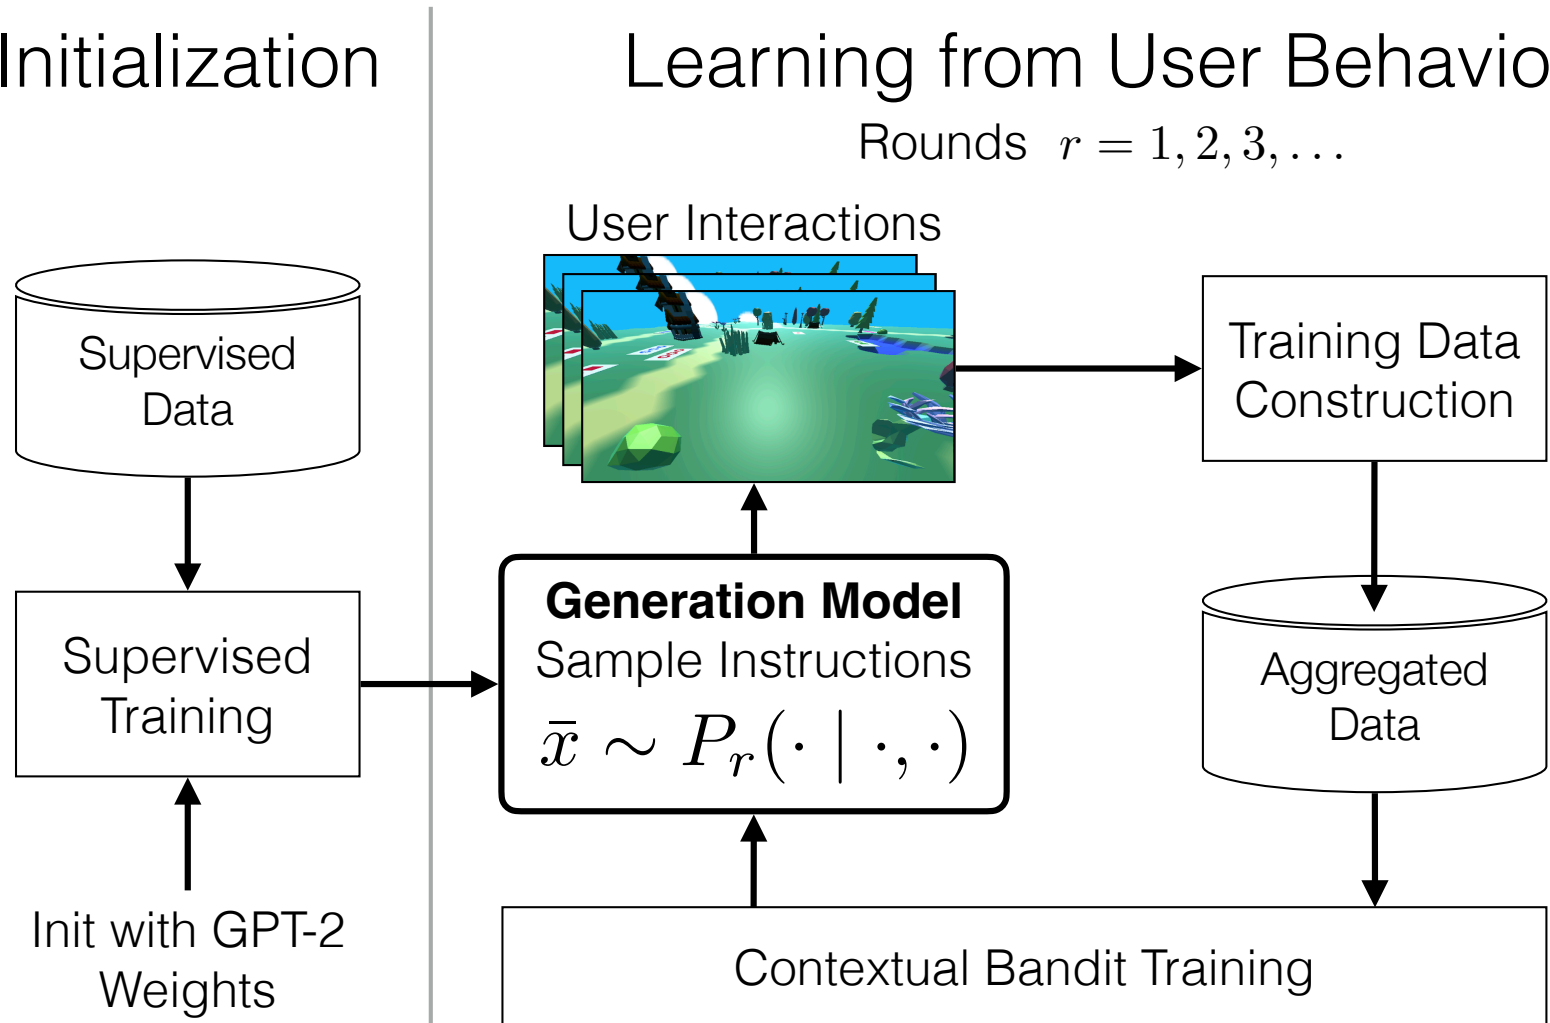 Initialization
Learning from User Behavio
Rounds r = 1, 2, 3, . . .
User Interactions
Supervised
Data
Training Data
Construction
Generation Model
Sample Instructions
x̄ ∼ P_r(· | ·, ·)
Supervised
Training
Aggregated
Data
Init with GPT-2
Weights
Contextual Bandit Training